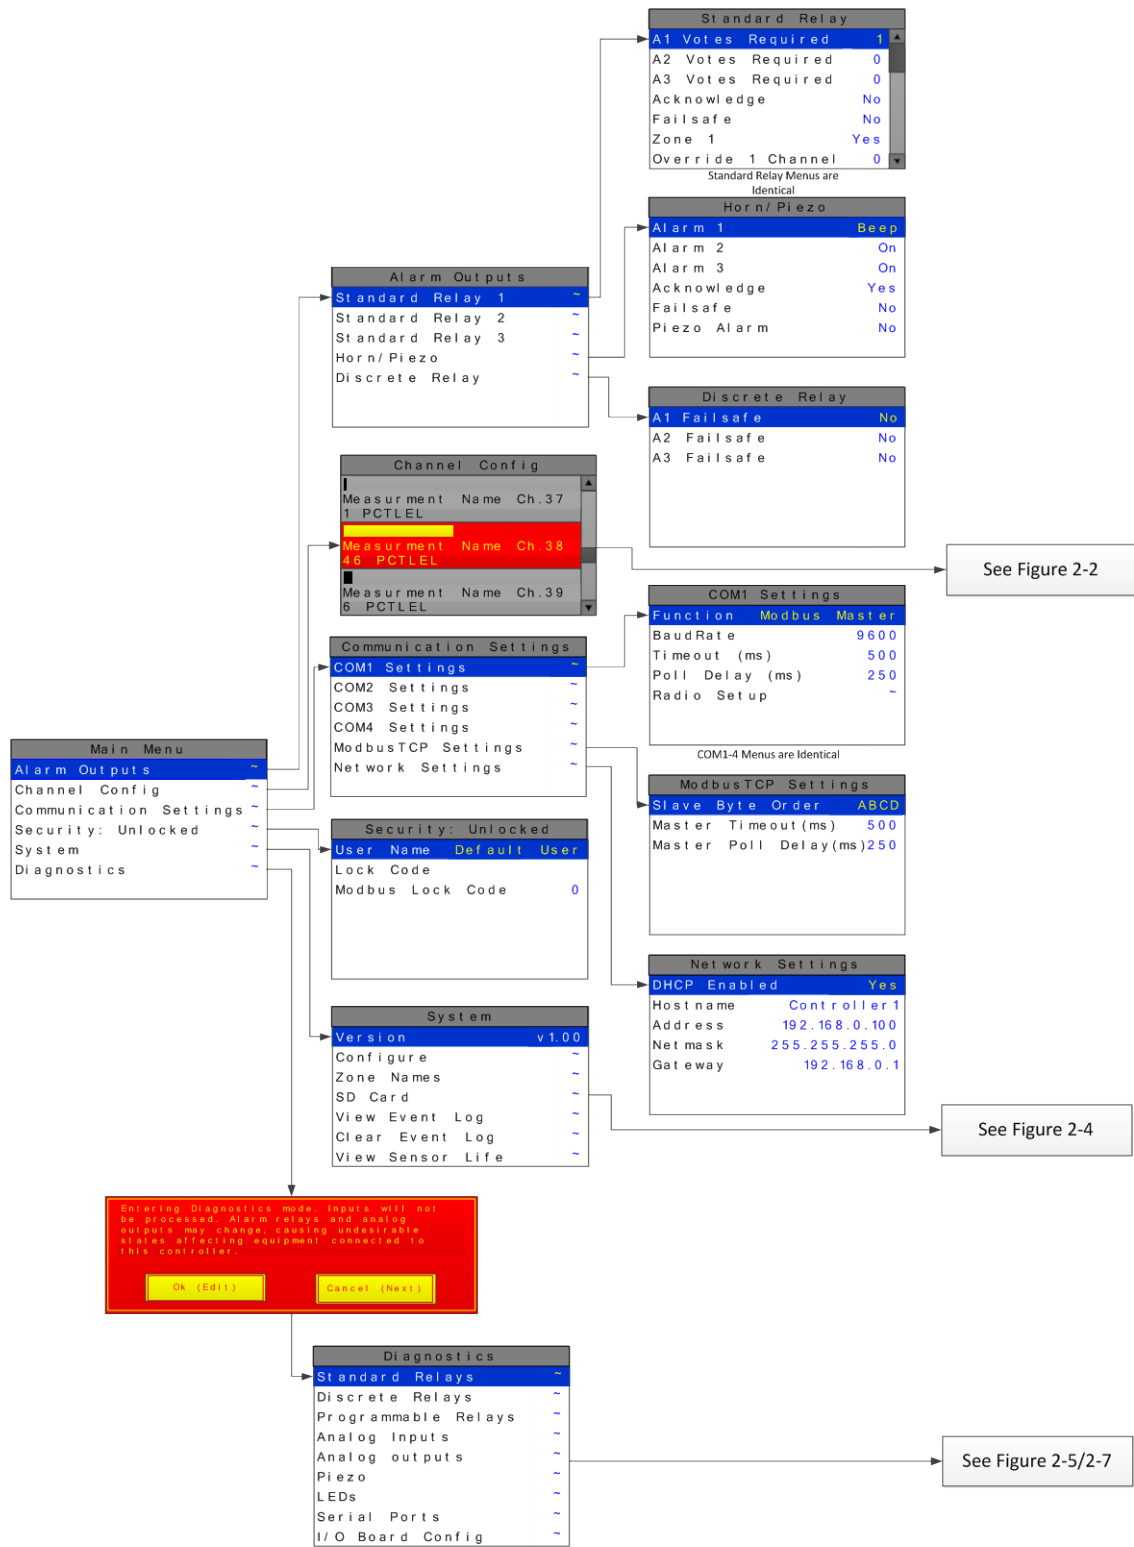 Standard Relay
A1 Votes Required 1
A2 Votes Required 0
A3 Votes Required 0
Acknowledge No
Failsafe No
Zone 1 Yes
Override 1 Channel 0
Standard Relay Menus are
Identical
Horn/Piezo
Alarm 1 Beep
Alarm 2 On
Alarm 3 On
Acknowledge Yes
Failsafe No
Piezo Alarm No
Alarm Outputs
Standard Relay 1 ~
Standard Relay 2 ~
Standard Relay 3 ~
Horn/Piezo ~
Discrete Relay ~
Discrete Relay
A1 Failsafe No
A2 Failsafe No
A3 Failsafe No
Channel Config
Measurment Name Ch.37
1 PCTLEL
Measurment Name Ch.38
46 PCTLEL
Measurment Name Ch.39
6 PCTLEL
See Figure 2-2
COM1 Settings
Function Modbus Master
BaudRate 9600
Timeout (ms) 500
Poll Delay (ms) 250
Radio Setup ~
COM1-4 Menus are Identical
Communication Settings
COM1 Settings ~
COM2 Settings ~
COM3 Settings ~
COM4 Settings ~
ModbusTCP Settings ~
Network Settings ~
Main Menu
Alarm Outputs ~
Channel Config ~
Communication Settings ~
Security: Unlocked ~
System ~
Diagnostics ~
ModbusTCP Settings
Slave Byte Order ABCD
Master Timeout(ms) 500
Master Poll Delay(ms)250
Security: Unlocked
User Name Default User
Lock Code
Modbus Lock Code 0
Network Settings
DHCP Enabled Yes
Hostname Controller1
Address 192.168.0.100
Netmask 255.255.255.0
Gateway 192.168.0.1
System
Version v1.00
Configure ~
Zone Names ~
SD Card ~
View Event Log ~
Clear Event Log ~
View Sensor Life ~
See Figure 2-4
Entering Diagnostics mode. Inputs will not
be processed. Alarm relays and analog
outputs may change, causing undesirable
states affecting equipment connected to
this controller.
Ok (Edit)
Cancel (Next)
Diagnostics
Standard Relays ~
Discrete Relays ~
Programmable Relays ~
Analog Inputs ~
Analog outputs ~
Piezo ~
LEDs ~
Serial Ports ~
I/O Board Config ~
See Figure 2-5/2-7